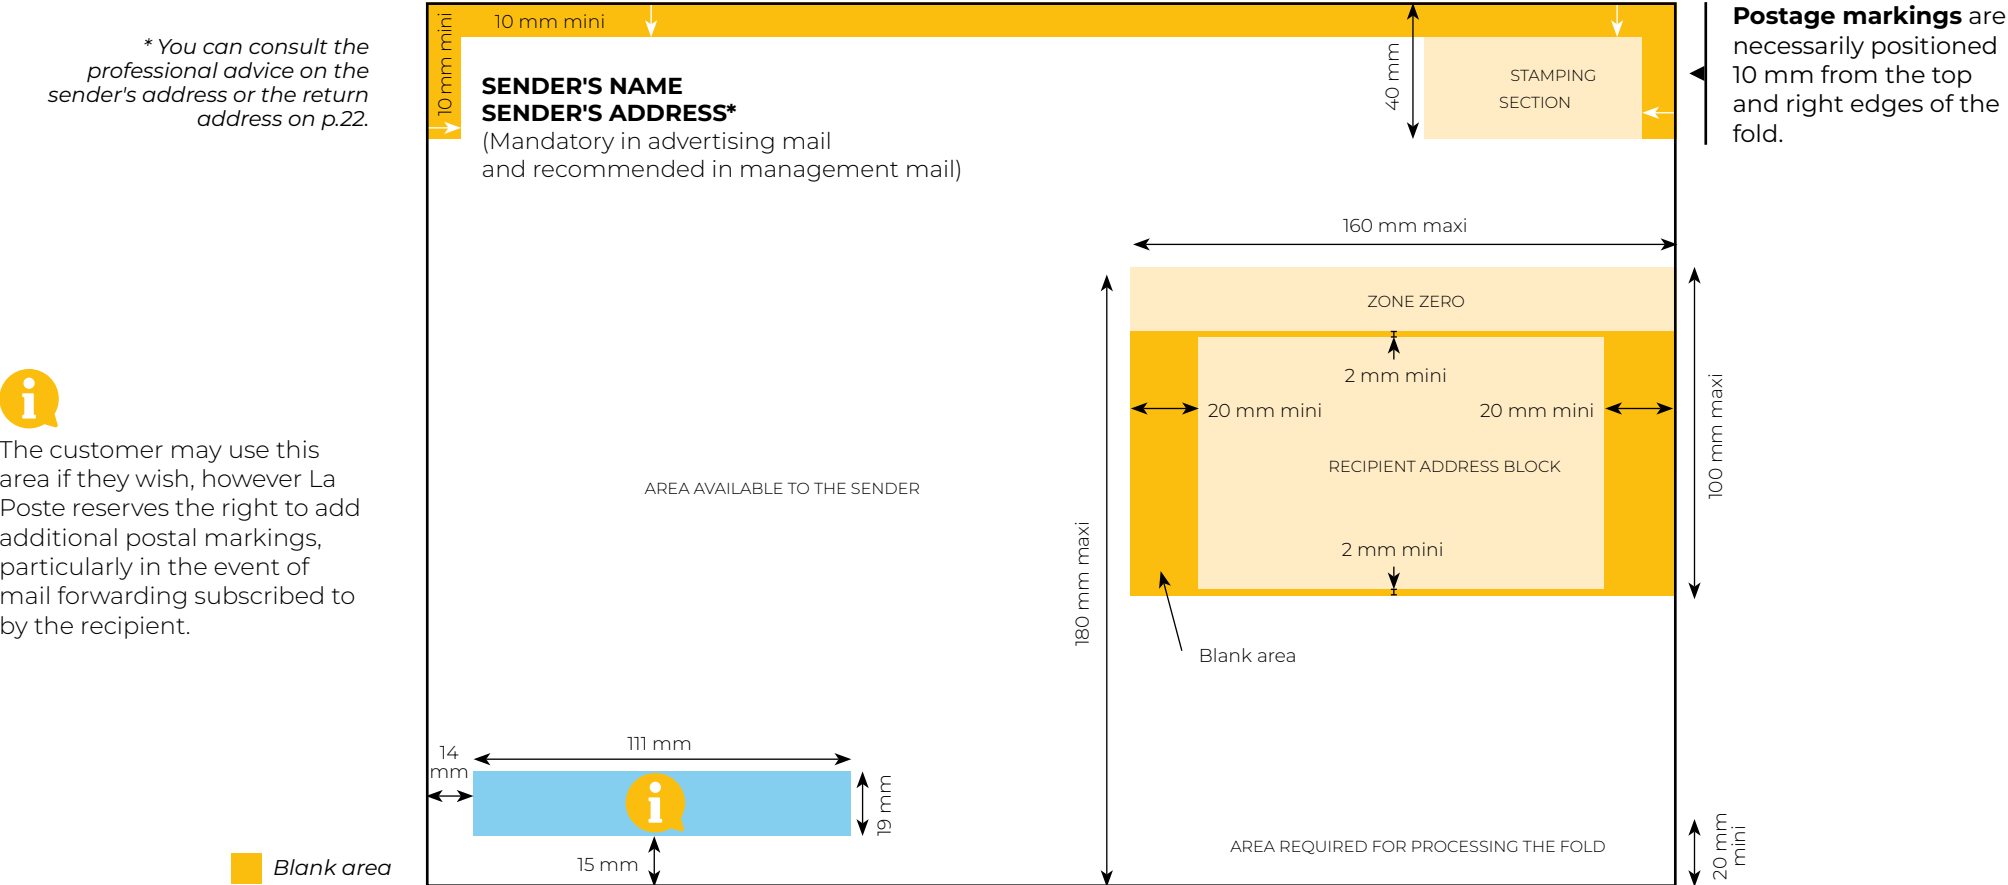 * You can consult the
professional advice on the
sender's address or the return
address on p.22.
10 mm mini
10 mm mini
SENDER'S NAME
SENDER'S ADDRESS*
(Mandatory in advertising mail
and recommended in management mail)
40 mm
STAMPING
SECTION
Postage markings are
necessarily positioned
10 mm from the top
and right edges of the
fold.
160 mm maxi
ZONE ZERO
2 mm mini
20 mm mini
20 mm mini
RECIPIENT ADDRESS BLOCK
2 mm mini
100 mm maxi
180 mm maxi
Blank area
i
The customer may use this
area if they wish, however La
Poste reserves the right to add
additional postal markings,
particularly in the event of
mail forwarding subscribed to
by the recipient.
AREA AVAILABLE TO THE SENDER
14
mm
111 mm
i
19 mm
15 mm
AREA REQUIRED FOR PROCESSING THE FOLD
20 mm
mini
Blank area